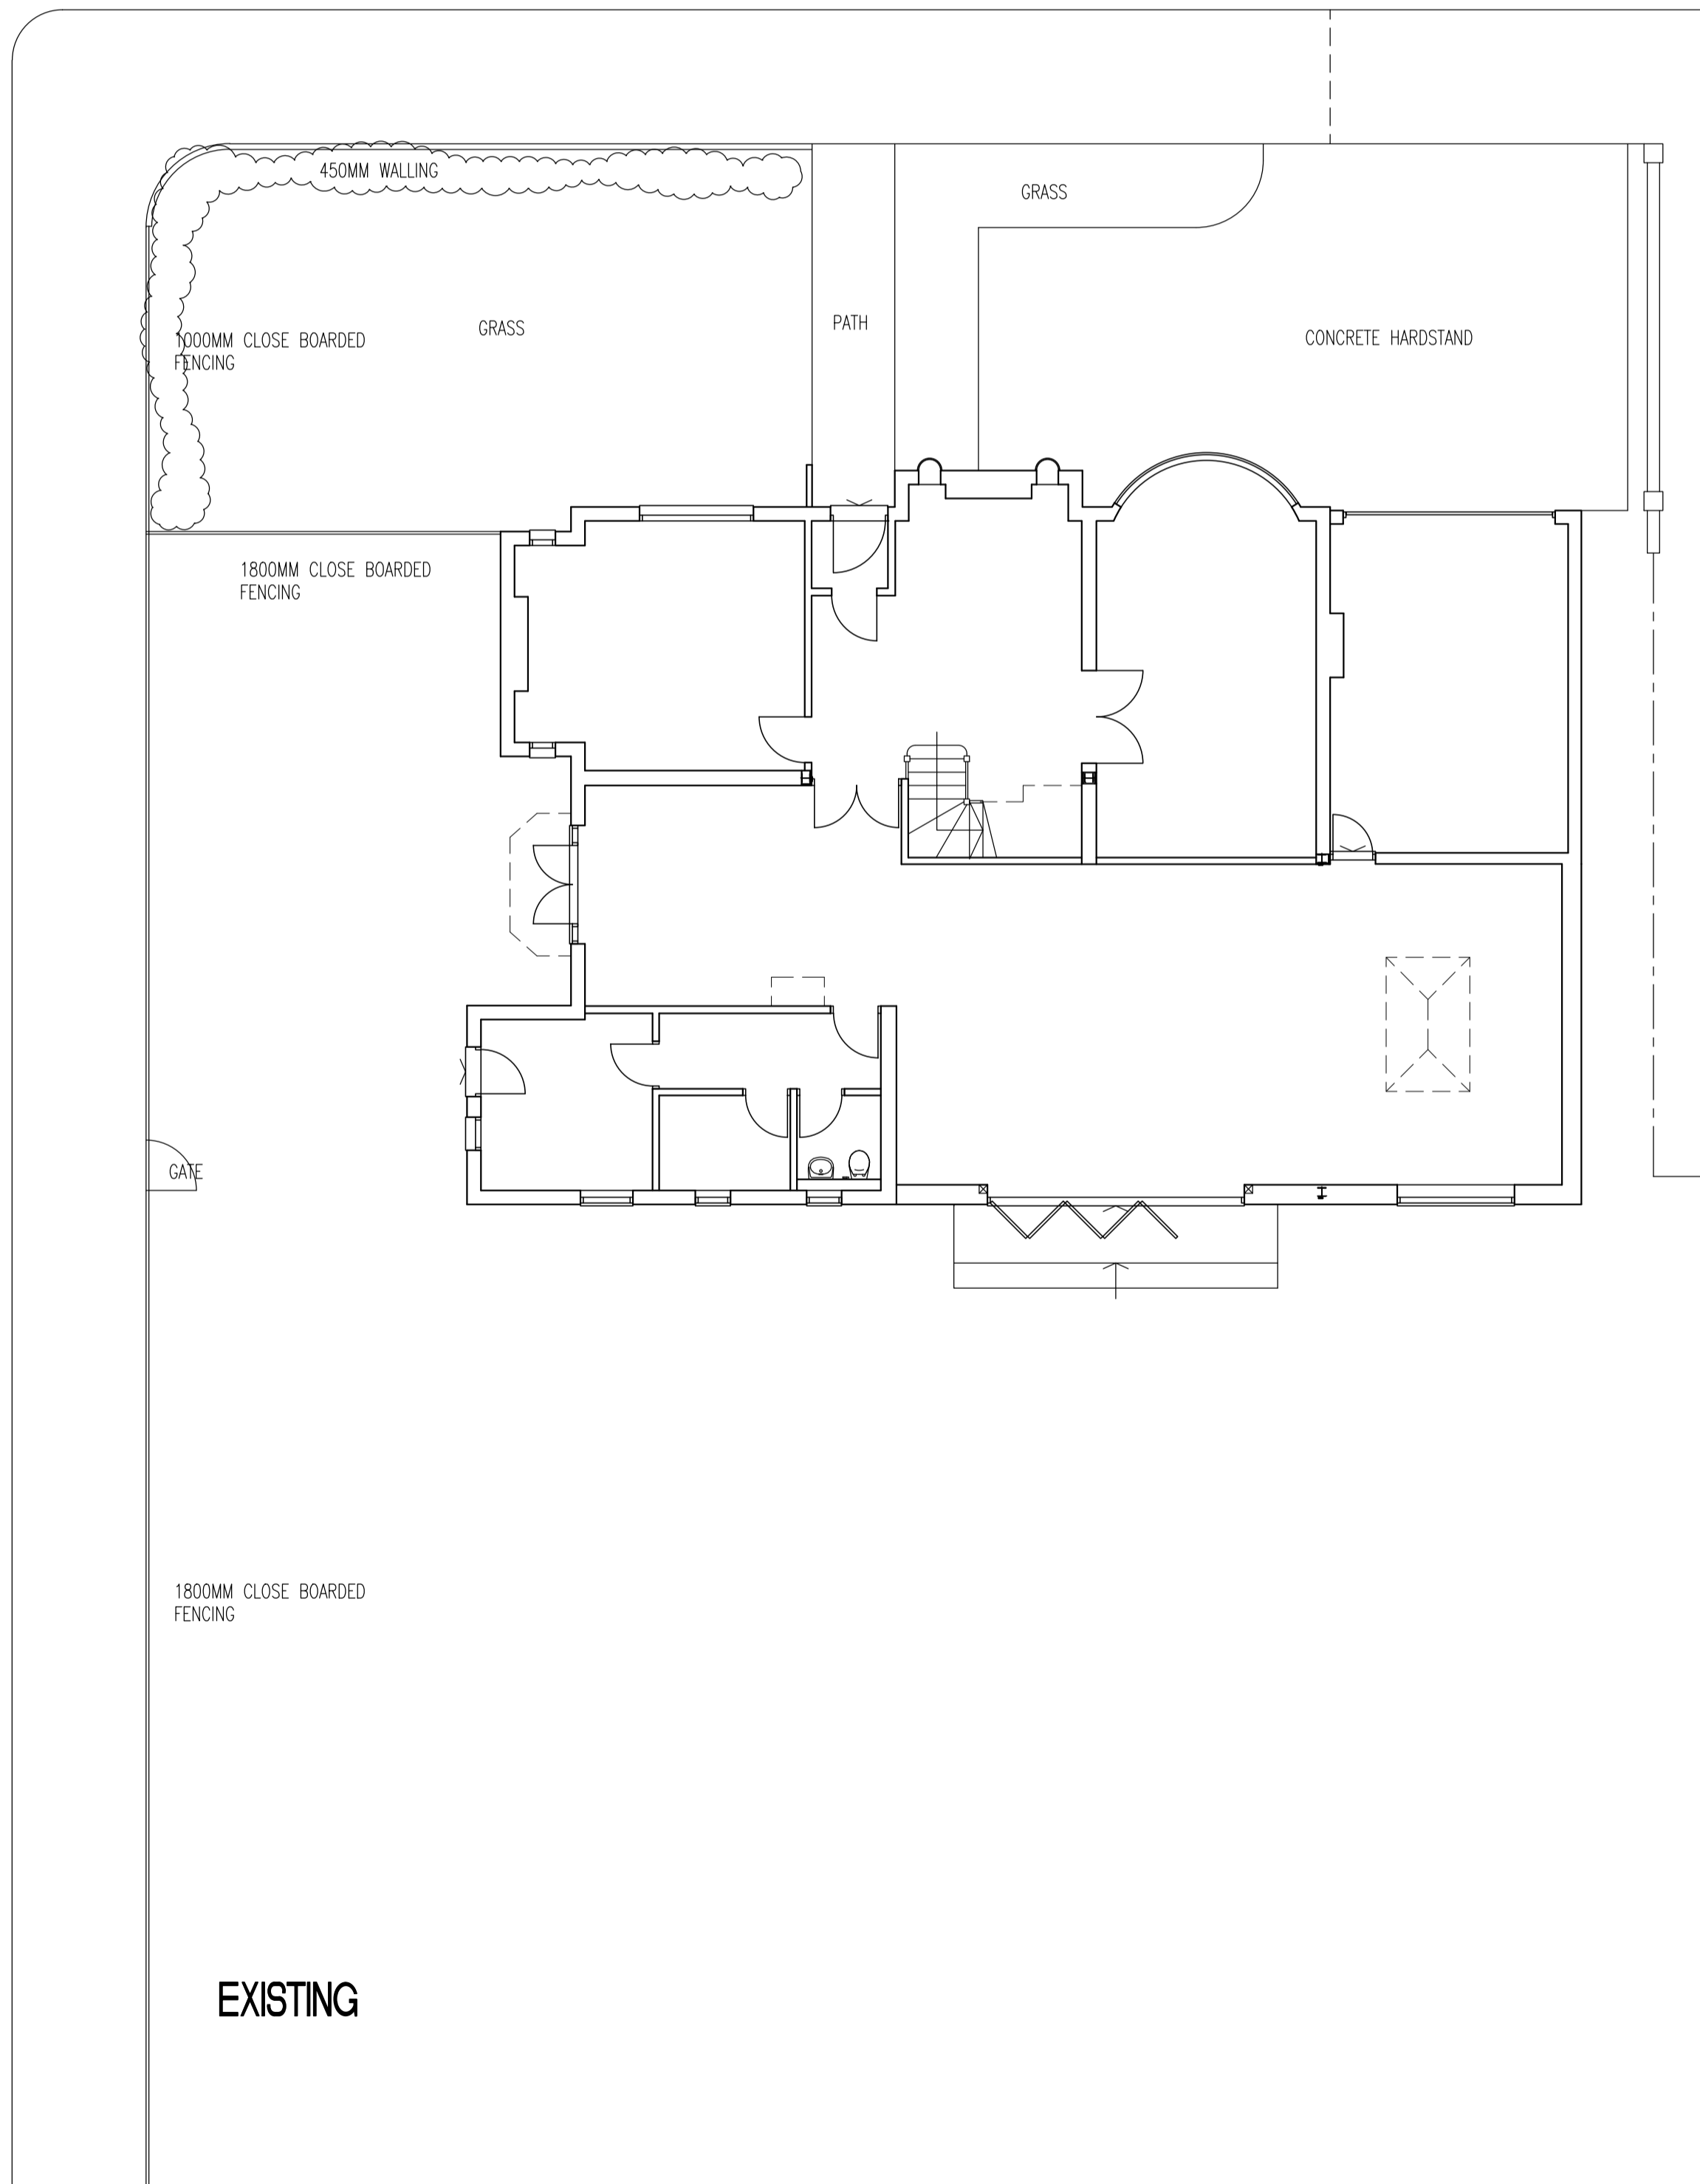 450MM WALLING
GRASS
1000MM CLOSE BOARDED
FENCING
GRASS
PATH
CONCRETE HARDSTAND
1800MM CLOSE BOARDED
FENCING
GATE
1800MM CLOSE BOARDED
FENCING
EXISTING